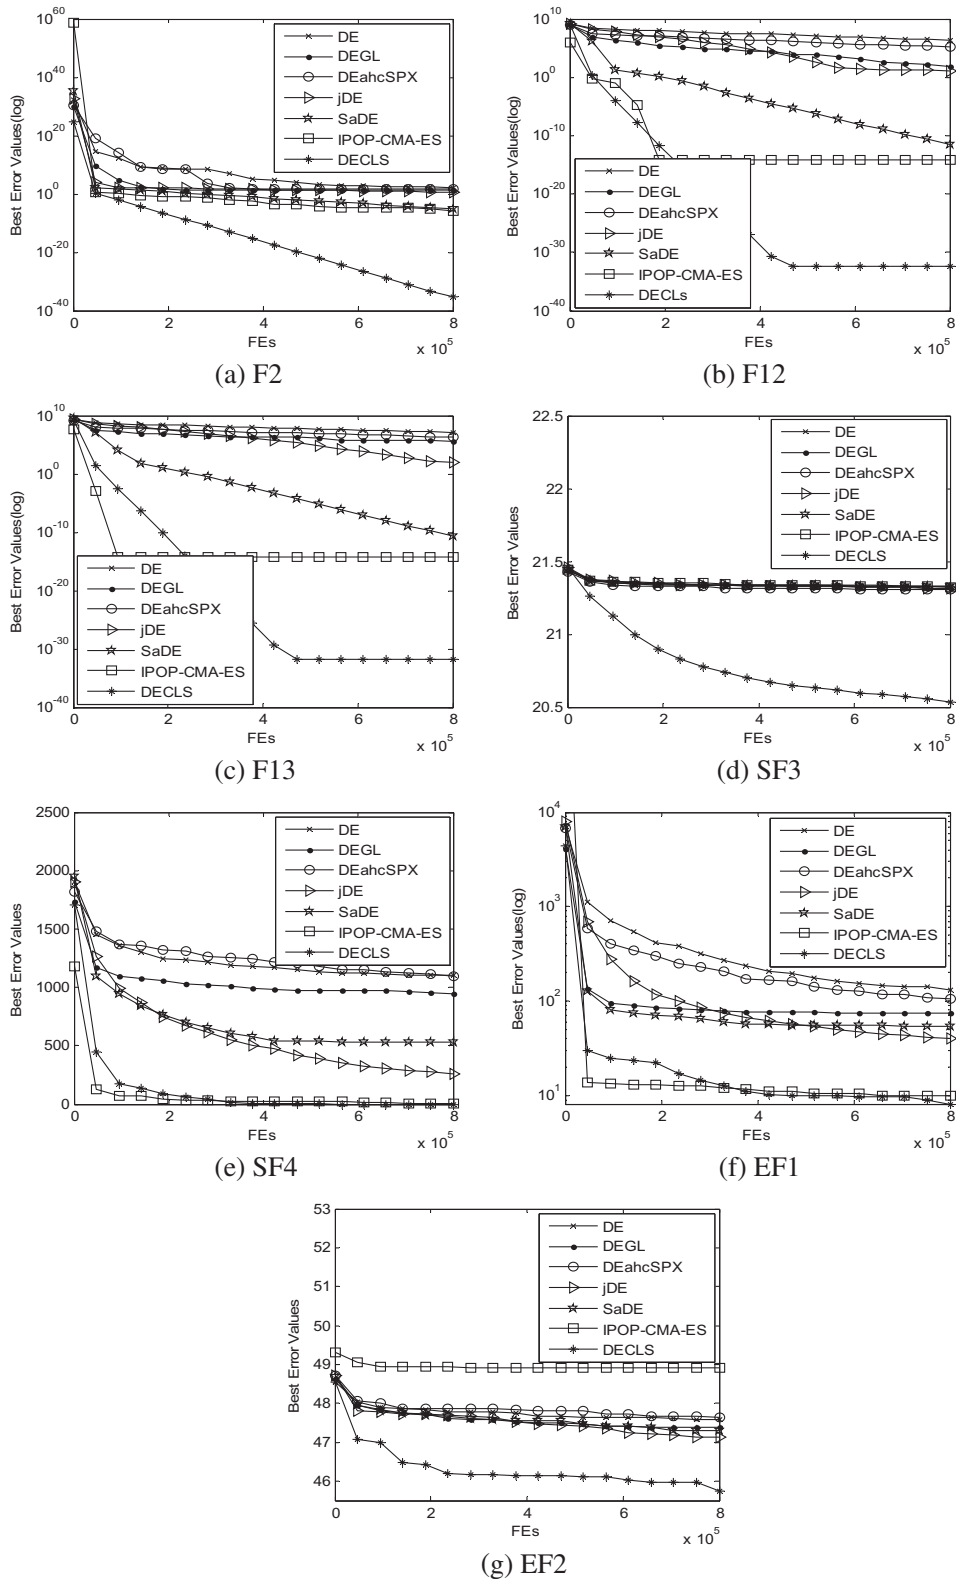 10^60
10^40
10^20
10^0
10^-20
10^-40
Best Error Values(log)
DE
DEGL
DEahcSPX
jDE
SaDE
IPOP-CMA-ES
DECLS
0 2 4 6 8
FEs
x 10^5
(a) F2
10^10
10^0
10^-10
10^-20
10^-30
10^-40
Best Error Values(log)
DE
DEGL
DEahcSPX
jDE
SaDE
IPOP-CMA-ES
DECLs
0 2 4 6 8
FEs
x 10^5
(b) F12
10^10
10^0
10^-10
10^-20
10^-30
10^-40
Best Error Values(log)
DE
DEGL
DEahcSPX
jDE
SaDE
IPOP-CMA-ES
DECLS
0 2 4 6 8
FEs
x 10^5
(c) F13
22.5
22
21.5
21
20.5
Best Error Values
DE
DEGL
DEahcSPX
jDE
SaDE
IPOP-CMA-ES
DECLS
0 2 4 6 8
FEs
x 10^5
(d) SF3
2500
2000
1500
1000
500
0
Best Error Values
DE
DEGL
DEahcSPX
jDE
SaDE
IPOP-CMA-ES
DECLS
0 2 4 6 8
FEs
x 10^5
(e) SF4
10^4
10^3
10^2
10^1
Best Error Values(log)
DE
DEGL
DEahcSPX
jDE
SaDE
IPOP-CMA-ES
DECLS
0 2 4 6 8
FEs
x 10^5
(f) EF1
53
52
51
50
49
48
47
46
Best Error Values
DE
DEGL
DEahcSPX
jDE
SaDE
IPOP-CMA-ES
DECLS
0 2 4 6 8
FEs
x 10^5
(g) EF2